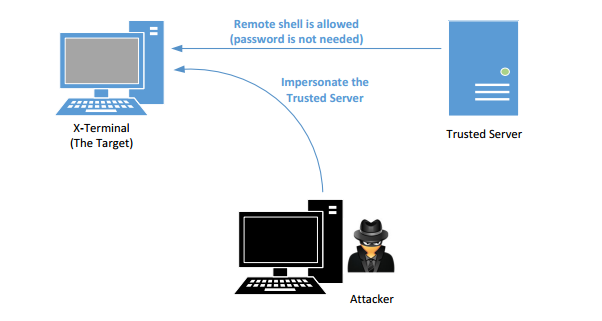 Remote shell is allowed
(password is not needed)
Impersonate the
Trusted Server
X-Terminal
(The Target)
Trusted Server
Attacker